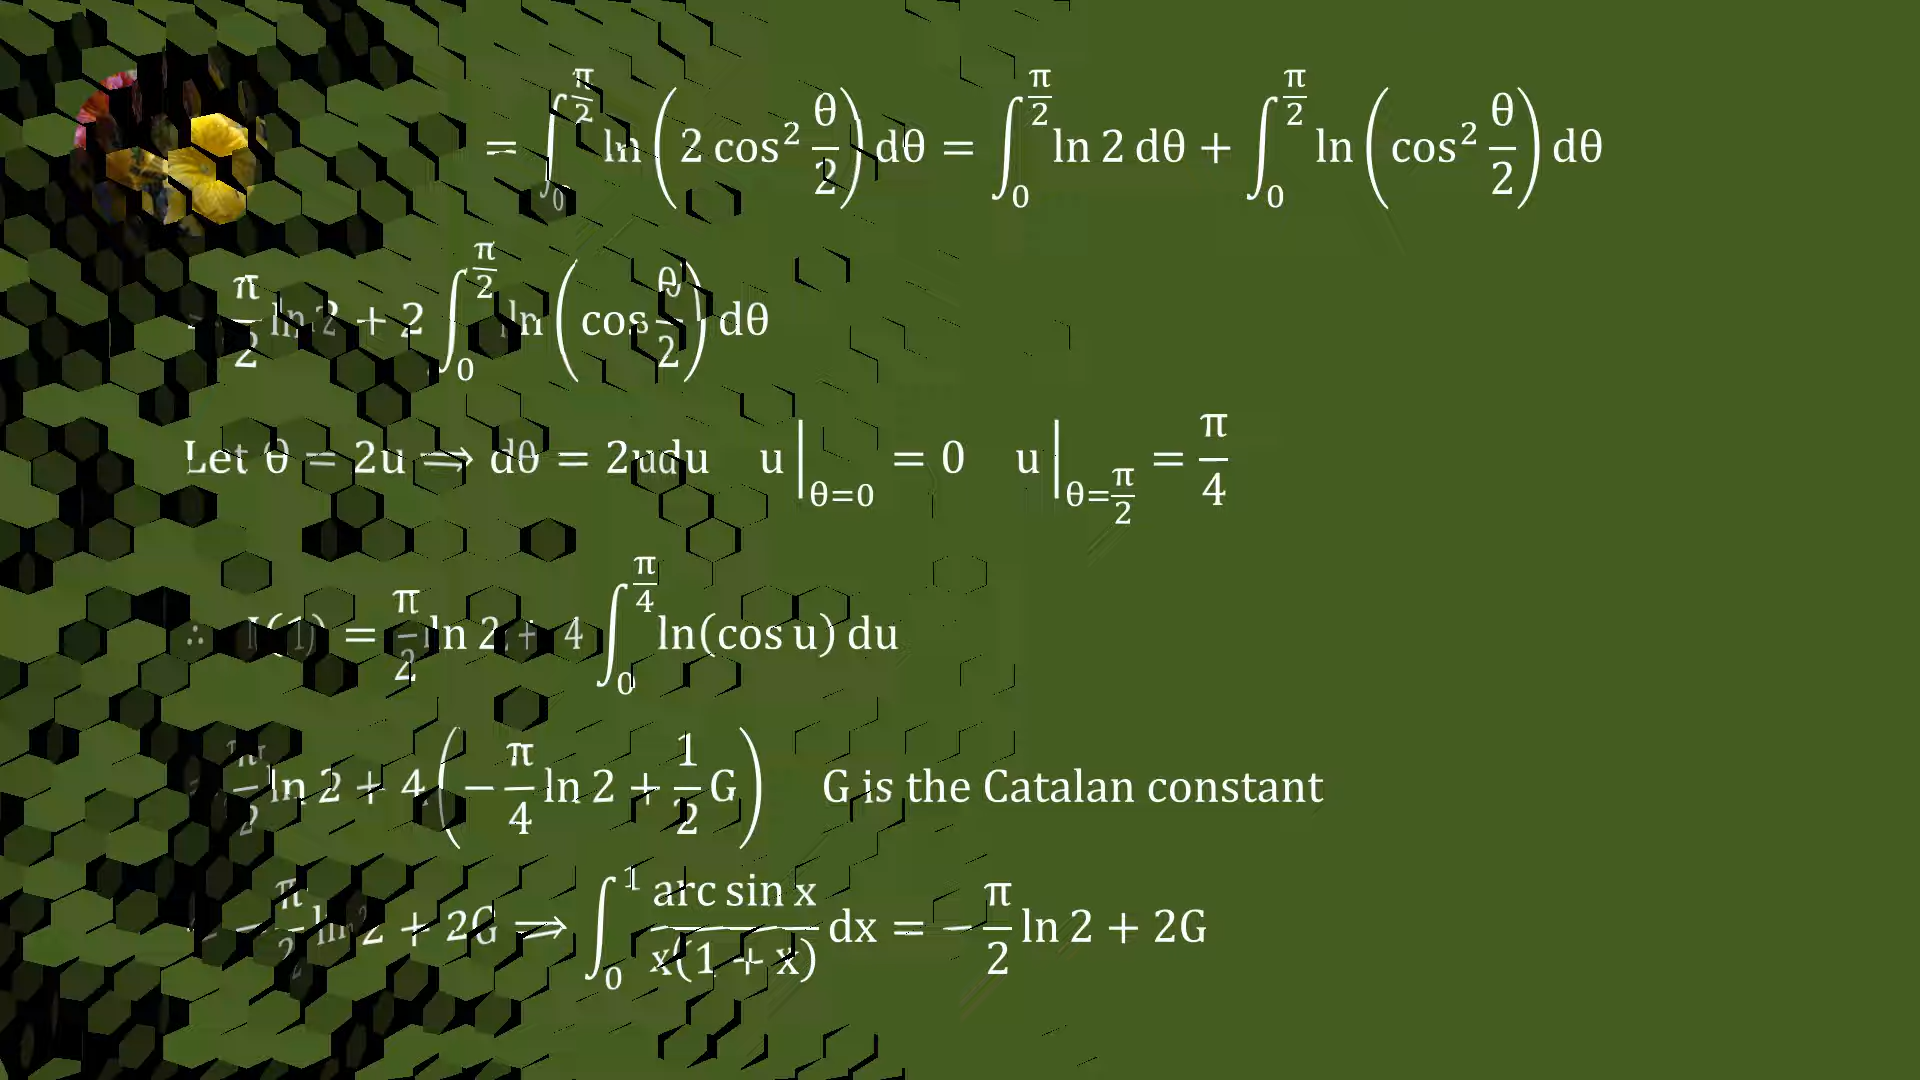 = ∫₀^(π/2) ln(2 cos² θ/2) dθ = ∫₀^(π/2) ln 2 dθ + ∫₀^(π/2) ln(cos² θ/2) dθ
= π/2 ln 2 + 2 ∫₀^(π/2) ln(cos θ/2) dθ
Let θ = 2u ⟹ dθ = 2udu u|_(θ=0) = 0 u|_(θ=π/2) = π/4
∴ I(1) = π/2 ln 2 + 4 ∫₀^(π/4) ln(cos u) du
= π/2 ln 2 + 4(−π/4 ln 2 + 1/2 G) G is the Catalan constant
= −π/2 ln 2 + 2G ⟹ ∫₀^1 arc sin x / x(1 + x) dx = −π/2 ln 2 + 2G